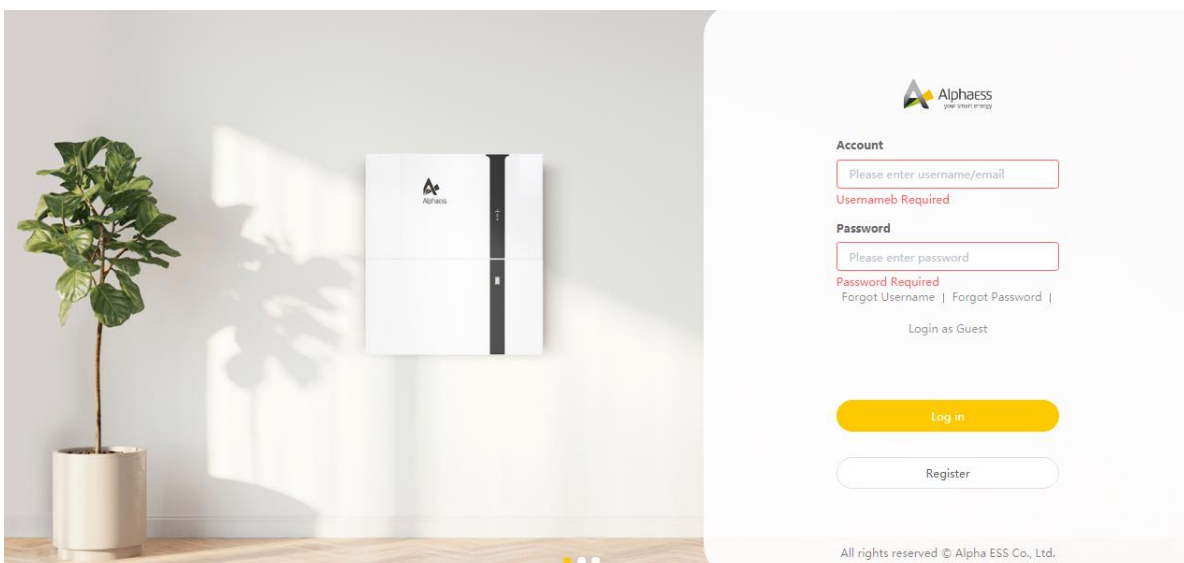 Alphaess
Alphaess
your smart energy
Account
Please enter username/email
Usernameb Required
Password
Please enter password
Password Required
Forgot Username | Forgot Password |
Login as Guest
Log in
Register
All rights reserved © Alpha ESS Co., Ltd.